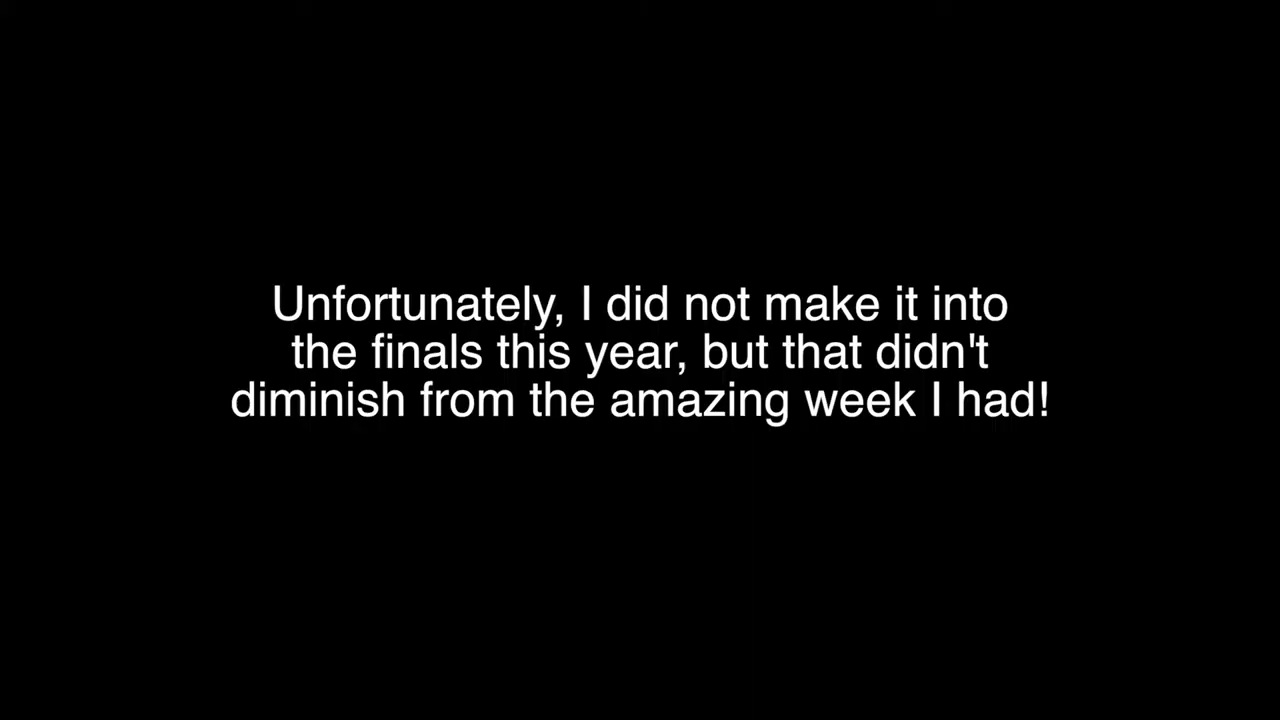 Unfortunately, I did not make it into
the finals this year, but that didn't
diminish from the amazing week I had!